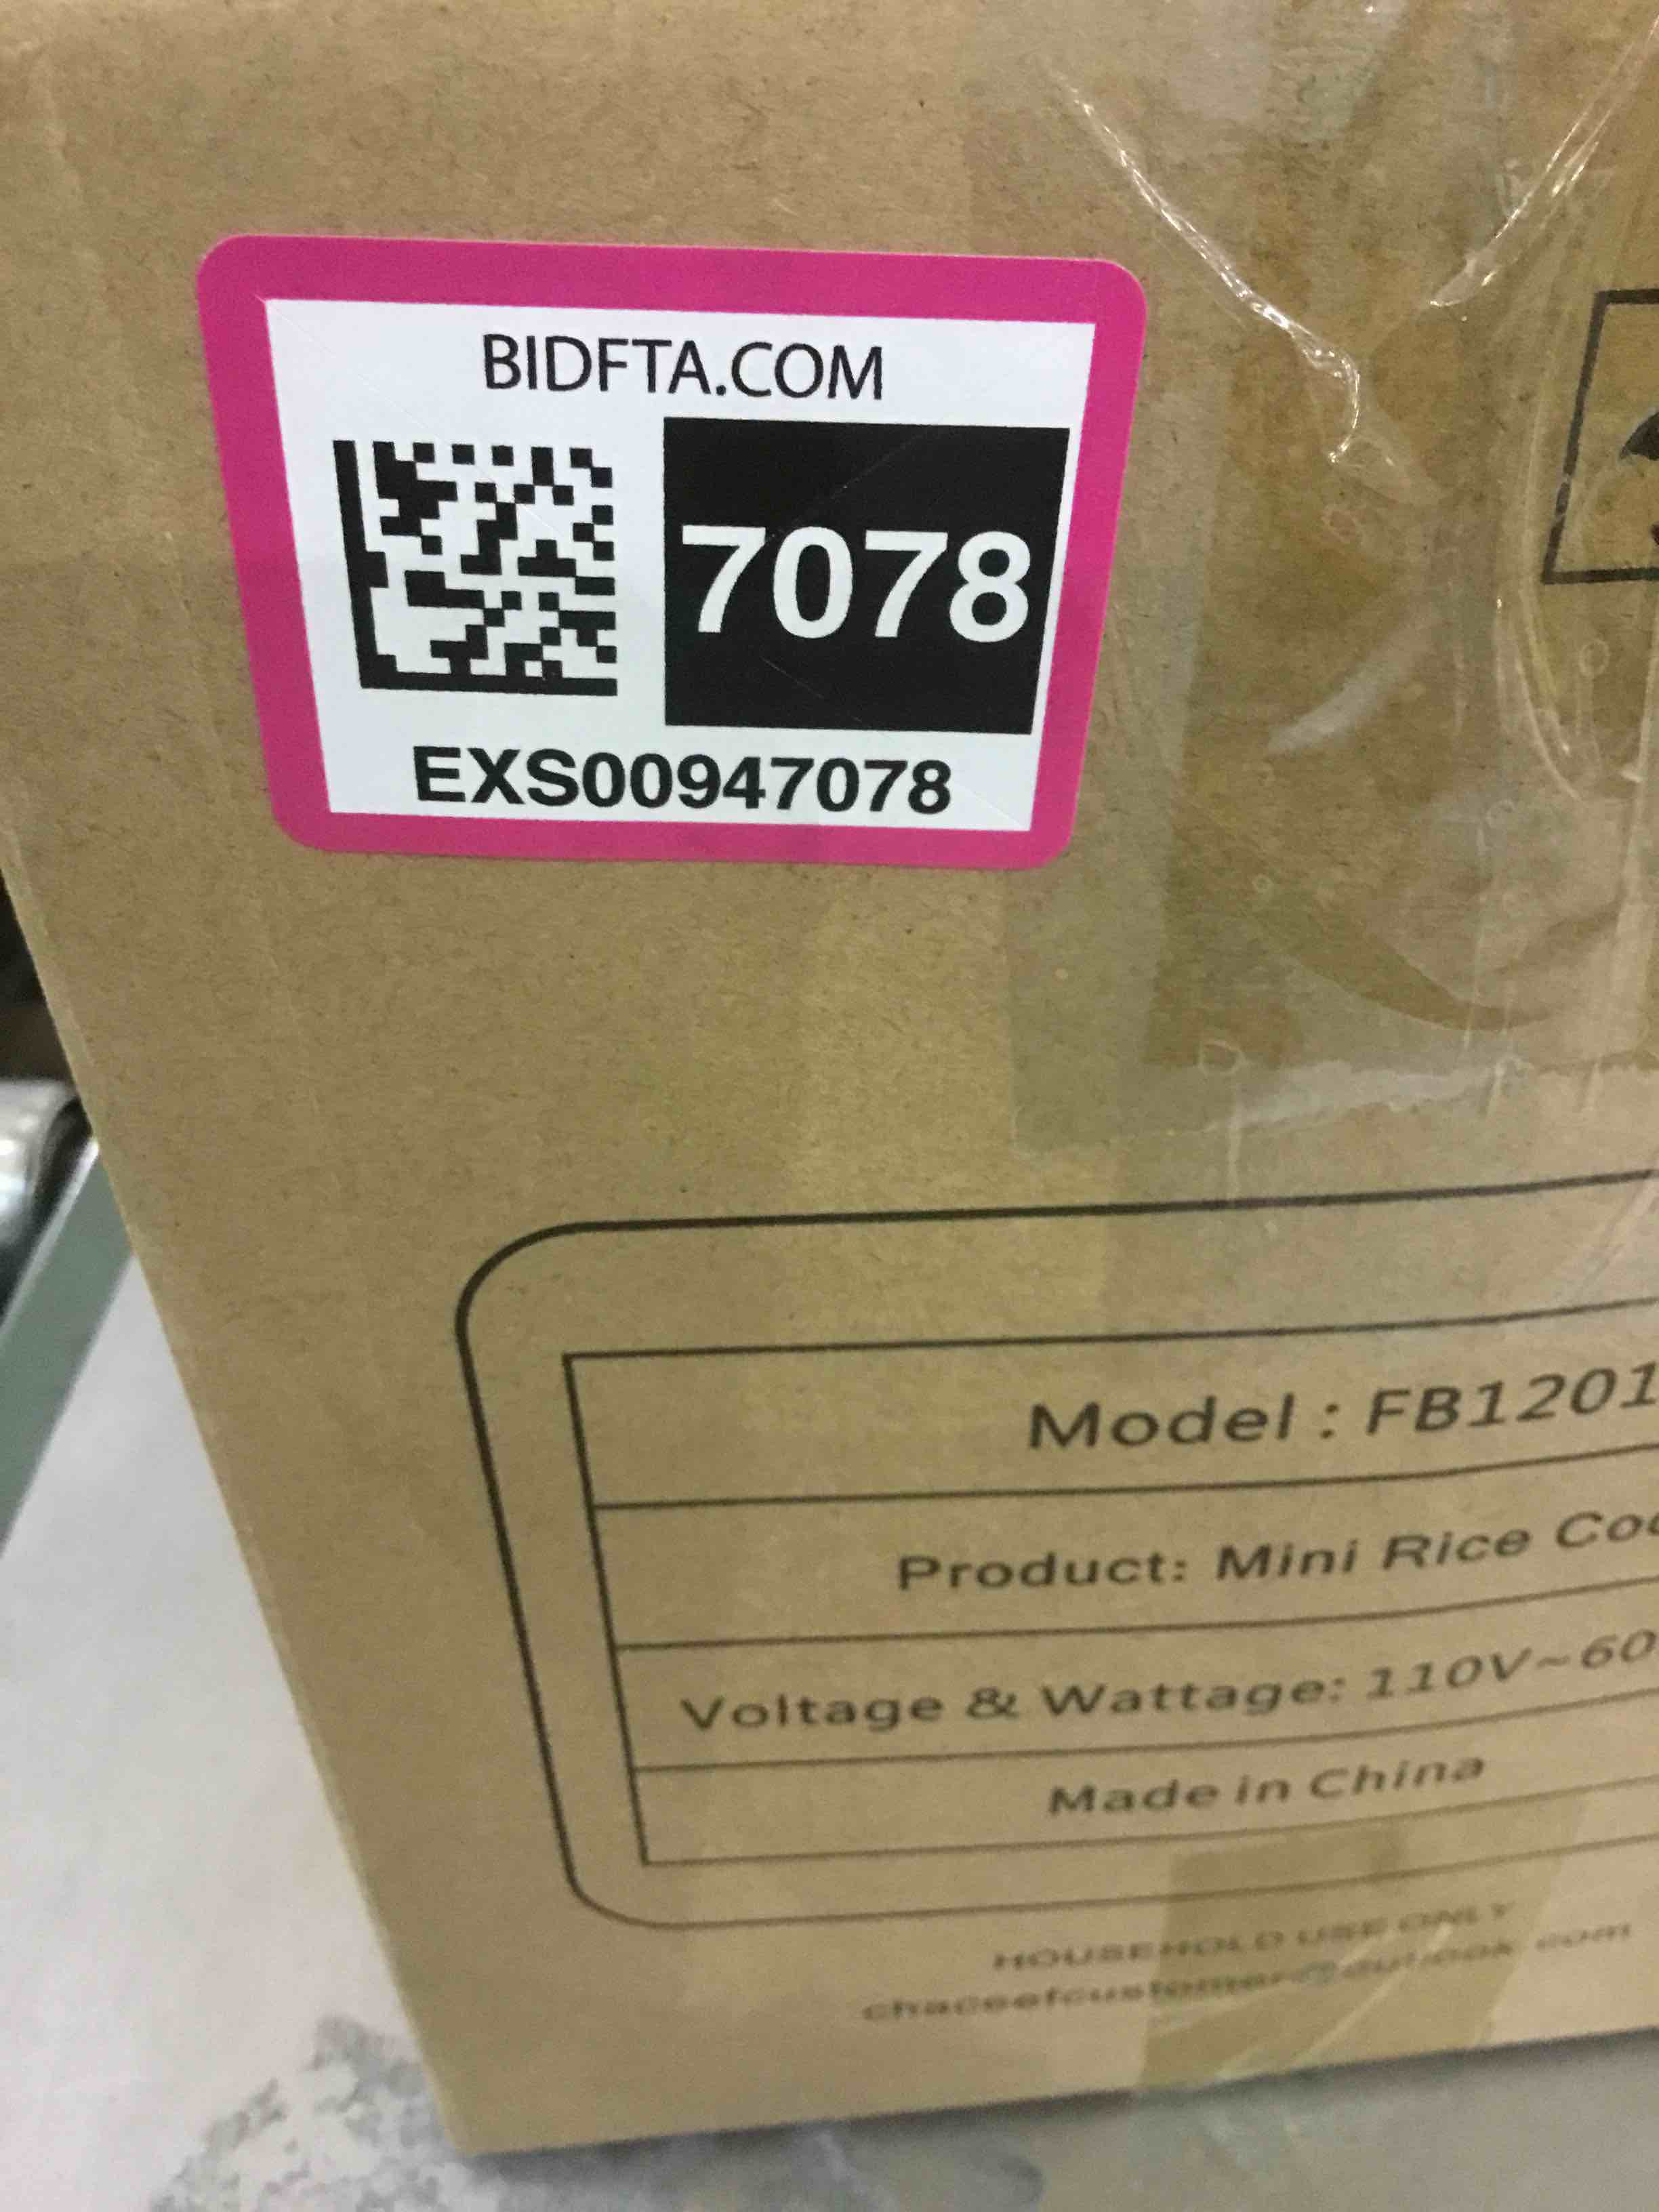 BIDFTA.COM
7078
EXS00947078
Model : FB1201
Product: Mini Rice Coo
Voltage & Wattage: 110V~60
Made in China
HOUSEHOLD USE ONLY